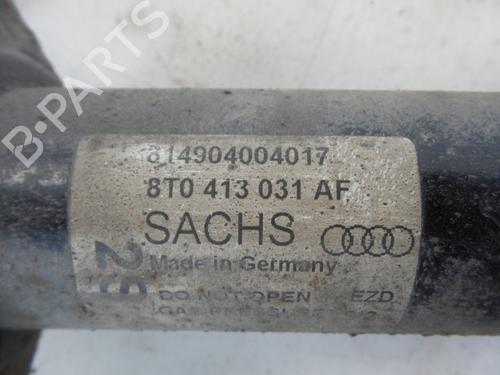 814904004017
8T0 413 031 AF
SACHS
Made in Germany
DO NOT OPEN EZD
B-PARTS